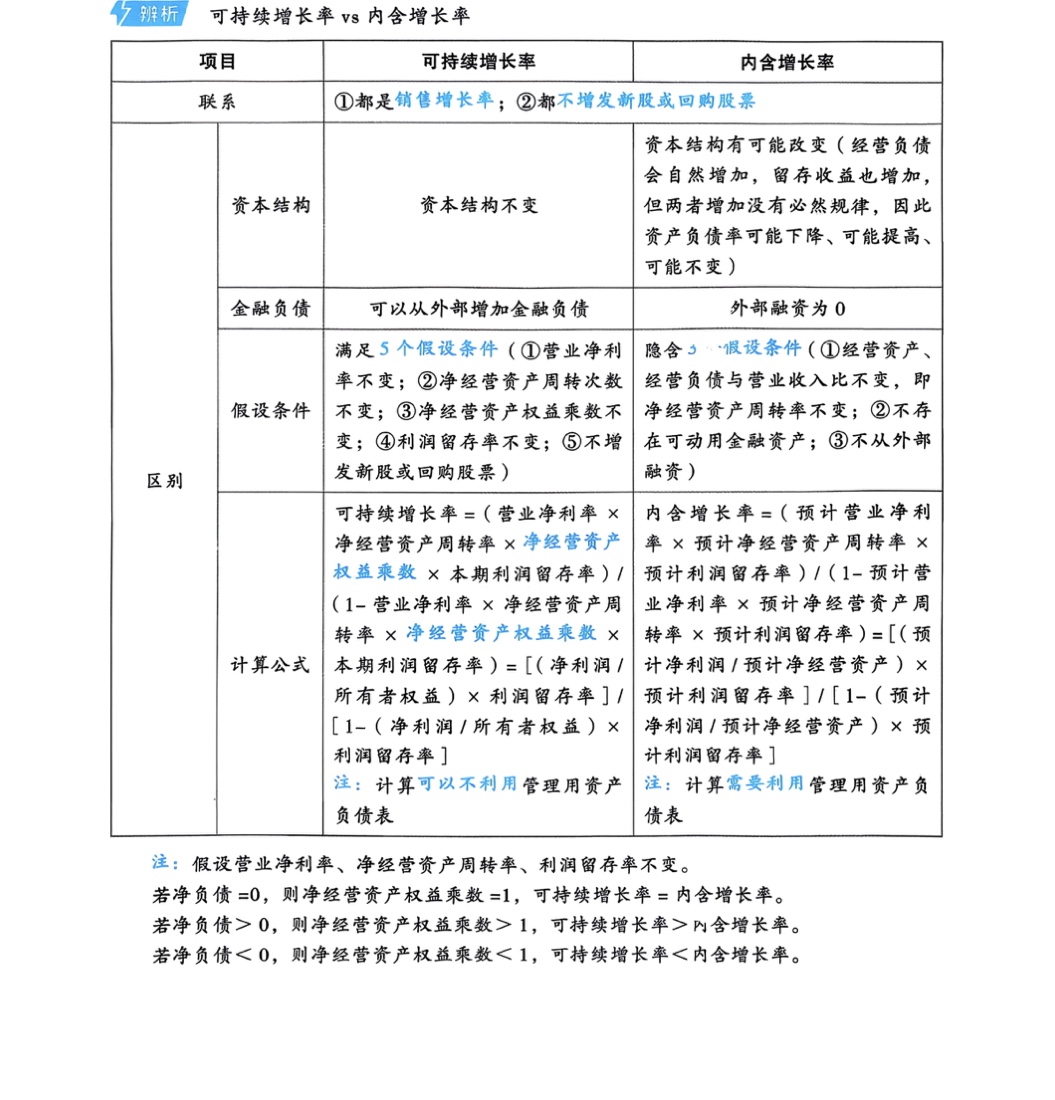 辨析 可持续增长率 vs 内含增长率
项目
可持续增长率
内含增长率
联系
①都是销售增长率；②都不增发新股或回购股票
区别
资本结构
资本结构不变
资本结构有可能改变（经营负债
会自然增加，留存收益也增加，
但两者增加没有必然规律，因此
资产负债率可能下降、可能提高、
可能不变）
金融负债
可以从外部增加金融负债
外部融资为 0
假设条件
满足 5 个假设条件（①营业净利
率不变；②净经营资产周转次数
不变；③净经营资产权益乘数不
变；④利润留存率不变；⑤不增
发新股或回购股票）
隐含 假设条件（①经营资产、
经营负债与营业收入比不变，即
净经营资产周转率不变；②不存
在可动用金融资产；③不从外部
融资）
计算公式
可持续增长率 =（营业净利率 ×
净经营资产周转率 × 净经营资产
权益乘数 × 本期利润留存率）/
（1- 营业净利率 × 净经营资产周
转率 × 净经营资产权益乘数 ×
本期利润留存率）= [（净利润 /
所有者权益）× 利润留存率 ] /
[ 1-（净利润 / 所有者权益）×
利润留存率 ]
注：计算可以不利用管理用资产
负债表
内含增长率 =（预计营业净利
率 × 预计净经营资产周转率 ×
预计利润留存率）/（1- 预计营
业净利率 × 预计净经营资产周
转率 × 预计利润留存率）= [（预
计净利润 / 预计净经营资产）×
预计利润留存率 ] / [ 1-（预计
净利润 / 预计净经营资产）× 预
计利润留存率 ]
注：计算需要利用管理用资产负
债表
注：假设营业净利率、净经营资产周转率、利润留存率不变。
若净负债 =0，则净经营资产权益乘数 =1，可持续增长率 = 内含增长率。
若净负债＞ 0，则净经营资产权益乘数＞ 1，可持续增长率＞内含增长率。
若净负债＜ 0，则净经营资产权益乘数＜ 1，可持续增长率＜内含增长率。